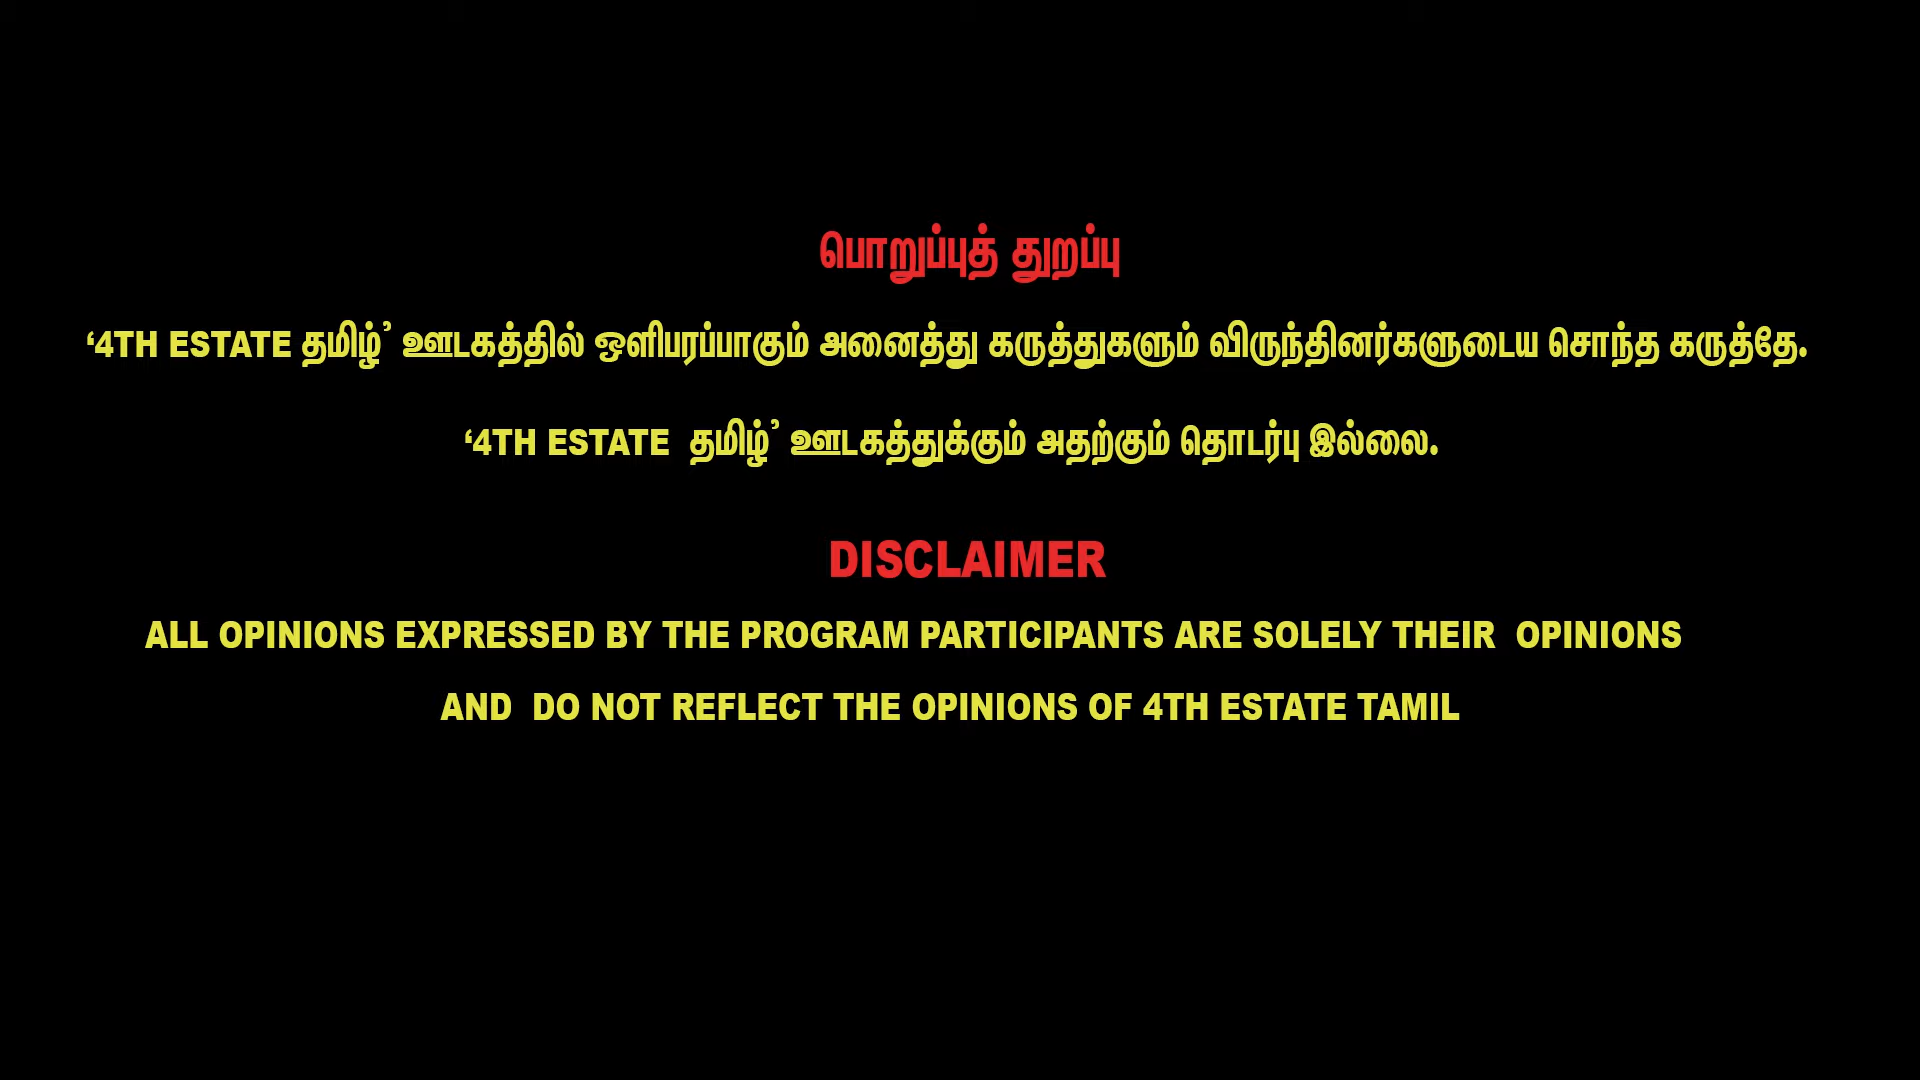 பொறுப்புத் துறப்பு
‘4TH ESTATE தமிழ்’ ஊடகத்தில் ஒளிபரப்பாகும் அனைத்து கருத்துகளும் விருந்தினர்களுடைய சொந்த கருத்தே.
‘4TH ESTATE தமிழ்’ ஊடகத்துக்கும் அதற்கும் தொடர்பு இல்லை.
DISCLAIMER
ALL OPINIONS EXPRESSED BY THE PROGRAM PARTICIPANTS ARE SOLELY THEIR OPINIONS
AND DO NOT REFLECT THE OPINIONS OF 4TH ESTATE TAMIL